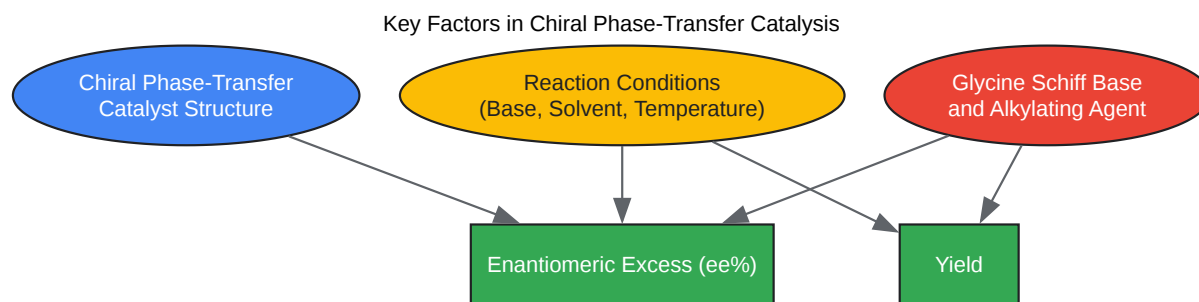 Key Factors in Chiral Phase-Transfer Catalysis
Chiral Phase-Transfer
Catalyst Structure
Reaction Conditions
(Base, Solvent, Temperature)
Glycine Schiff Base
and Alkylating Agent
Enantiomeric Excess (ee%)
Yield